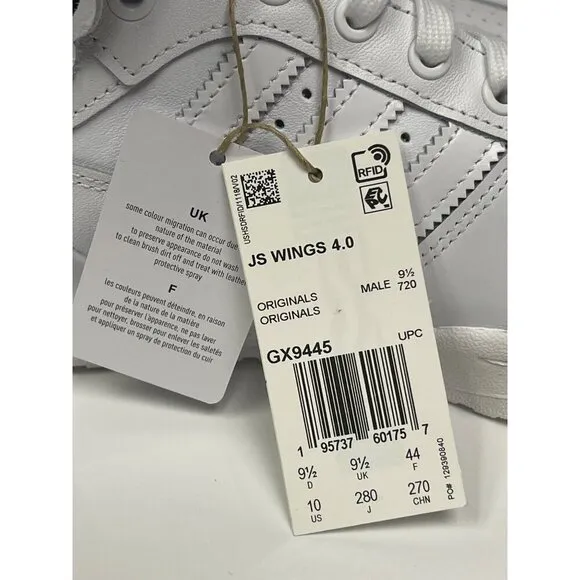 UK
some colour migration can occur due
nature of the material
to preserve appearance do not wash
to clean brush dirt off and treat with leather
protective spray
F
les couleurs peuvent déteindre, en raison
de la nature de la matière
pour préserver l'apparence, ne pas laver
pour nettoyer, brosser pour enlever les saletés
et appliquer un spray de protection du cuir
USHSDRFID/1118/V02
RFID
EPC
JS WINGS 4.0
ORIGINALS MALE 9½
ORIGINALS 720
GX9445 UPC
1 95737 60175 7
9½ 9½ 44
D UK F
10 280 270
US J CHN